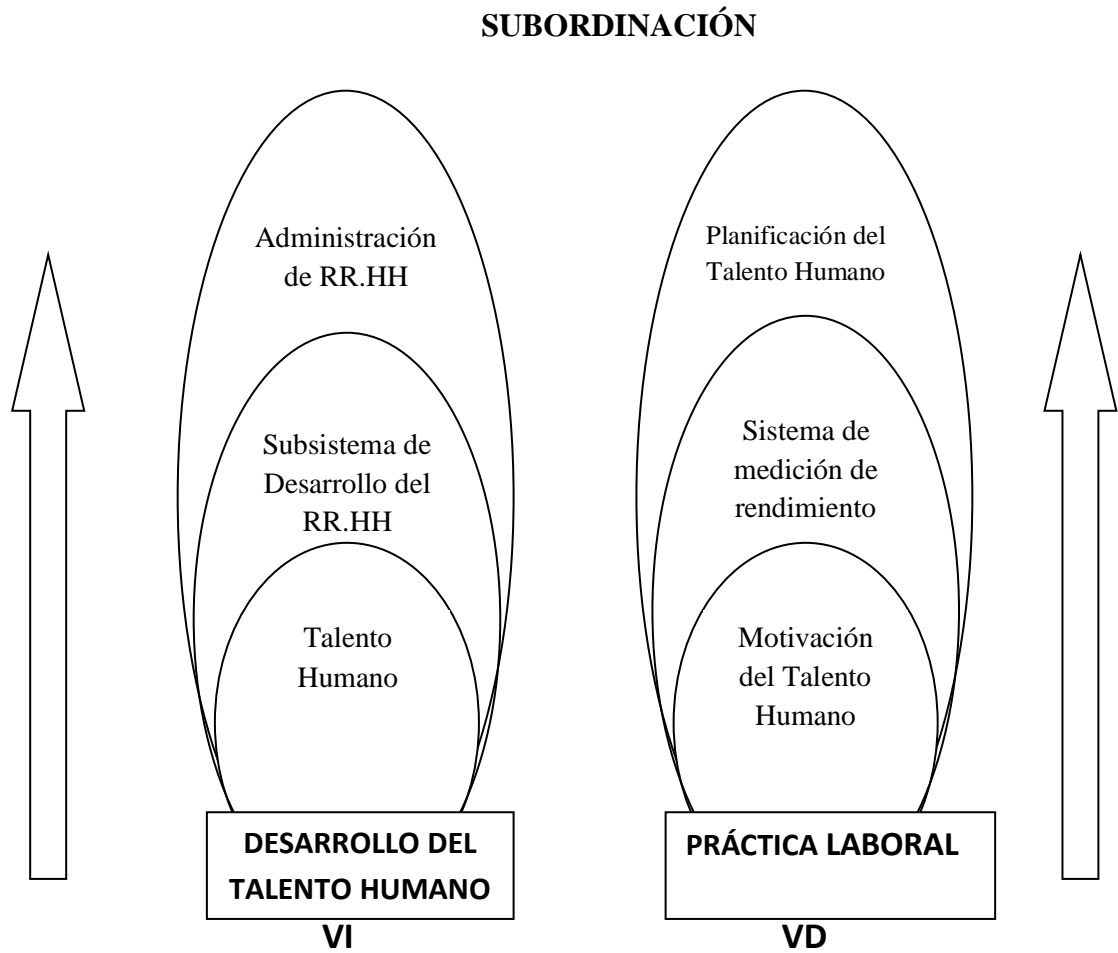 SUBORDINACIÓN
Administración
de RR.HH
Subsistema de
Desarrollo del
RR.HH
Talento
Humano
DESARROLLO DEL
TALENTO HUMANO
VI
Planificación del
Talento Humano
Sistema de
medición de
rendimiento
Motivación
del Talento
Humano
PRÁCTICA LABORAL
VD